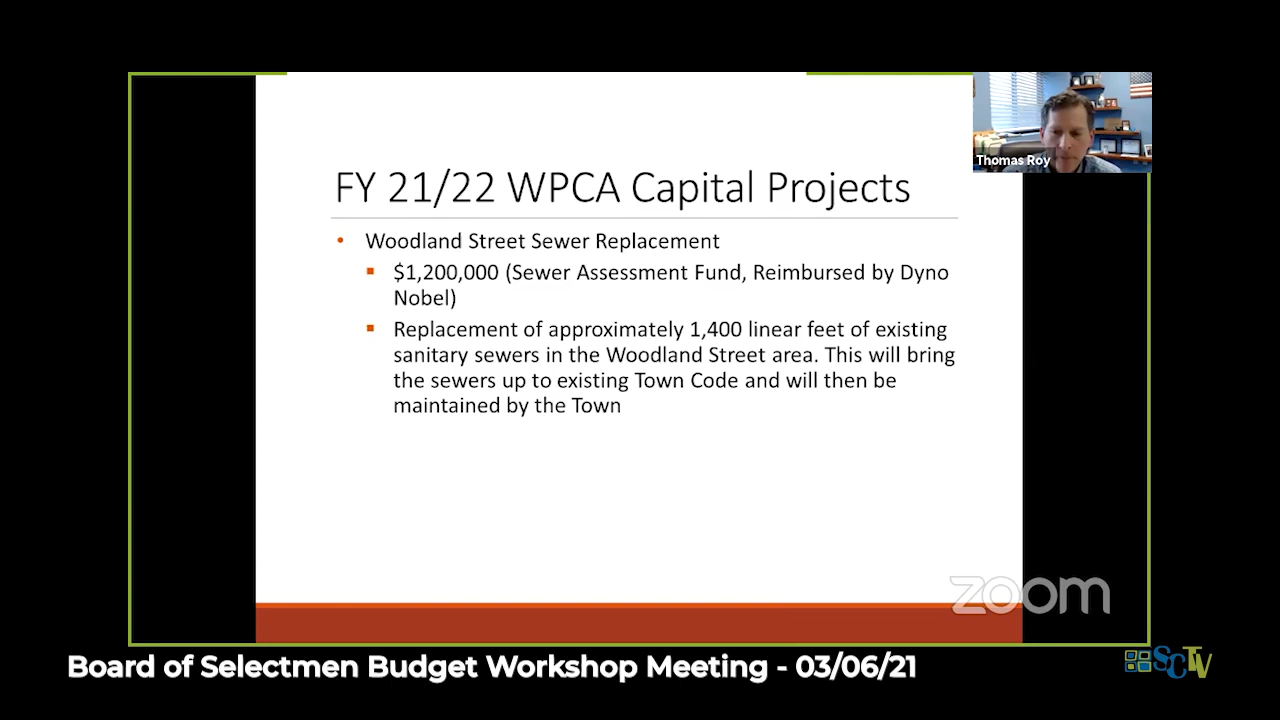 Thomas Roy
FY 21/22 WPCA Capital Projects
• Woodland Street Sewer Replacement
▪ $1,200,000 (Sewer Assessment Fund, Reimbursed by Dyno
Nobel)
▪ Replacement of approximately 1,400 linear feet of existing
sanitary sewers in the Woodland Street area. This will bring
the sewers up to existing Town Code and will then be
maintained by the Town
zoom
Board of Selectmen Budget Workshop Meeting - 03/06/21
SCTV